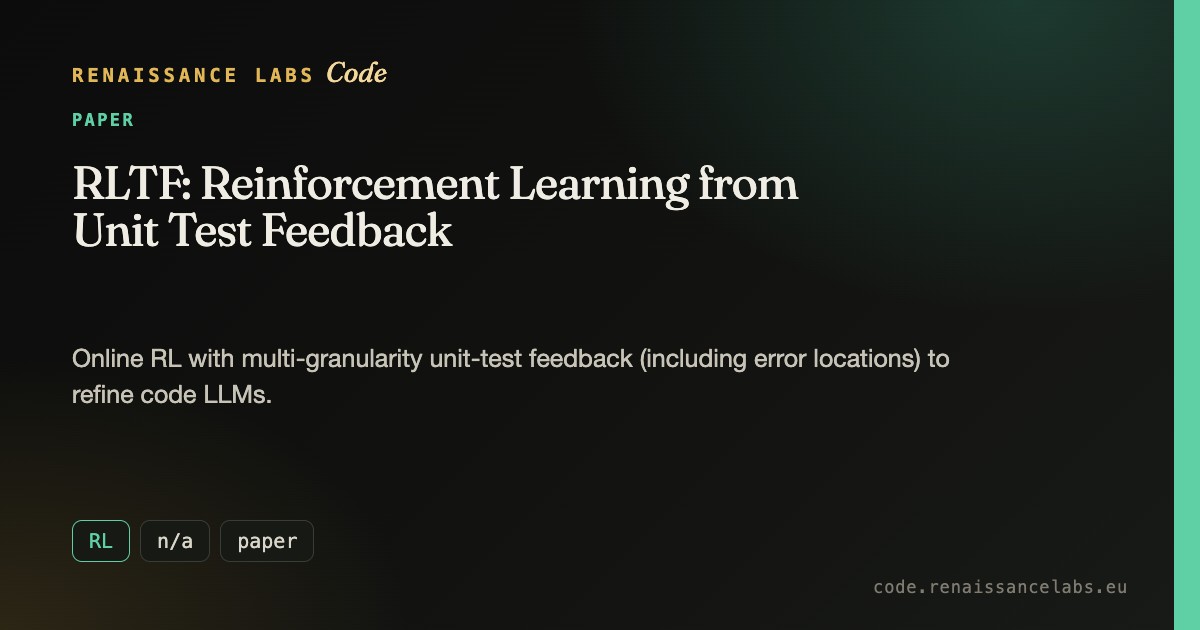 RENAISSANCE LABS Code
PAPER
RLTF: Reinforcement Learning from
Unit Test Feedback
Online RL with multi-granularity unit-test feedback (including error locations) to
refine code LLMs.
RL n/a paper
code.renaissancelabs.eu